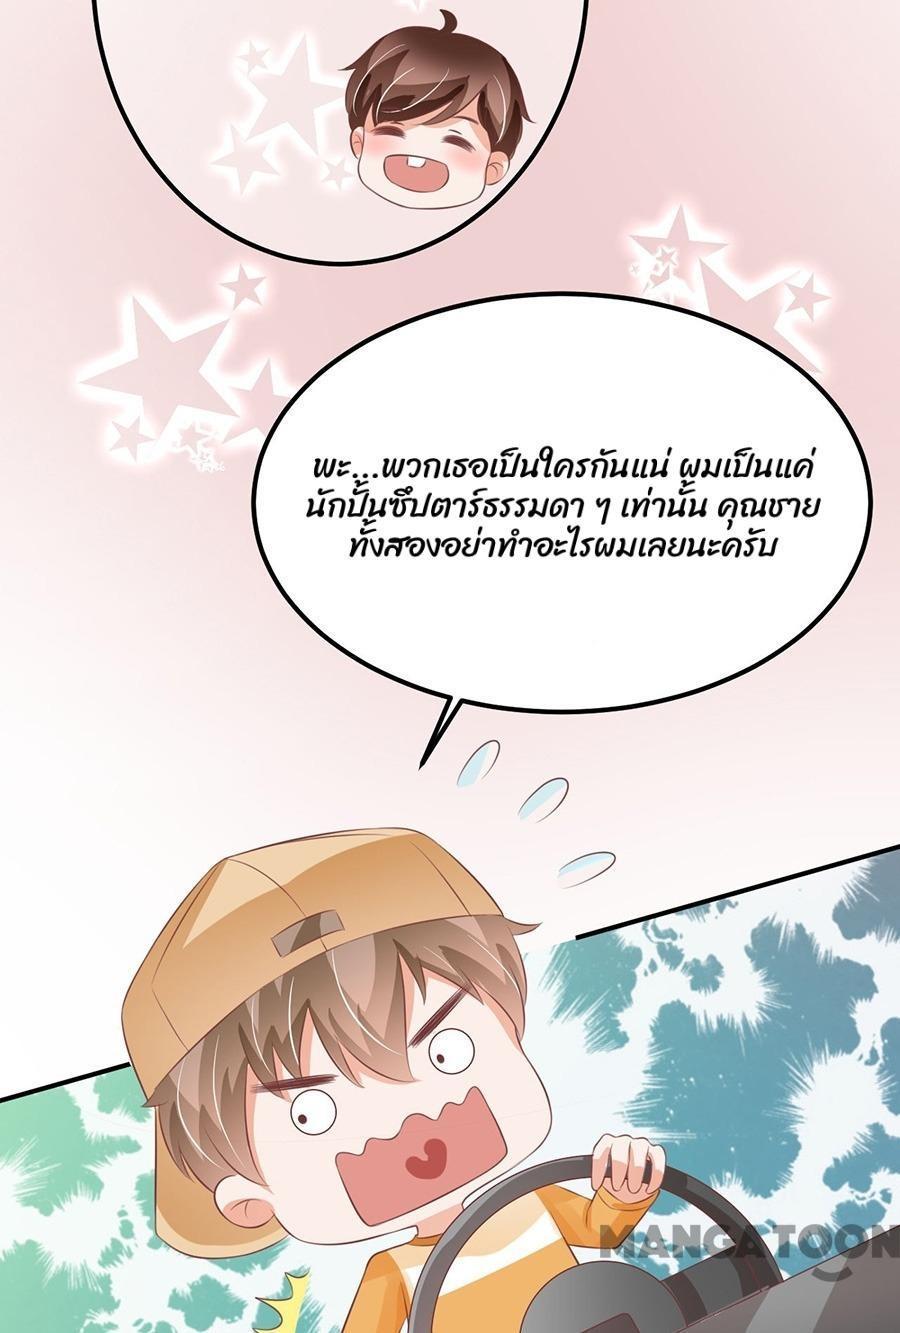 พะ...พวกเธอเป็นใครกันแน่ ผมเป็นแค่
นักปั้นซึปตาร์ธรรมดา ๆ เท่านั้น คุณชาย
ทั้งสองอย่าทำอะไรผมเลยนะครับ
MANGATOON